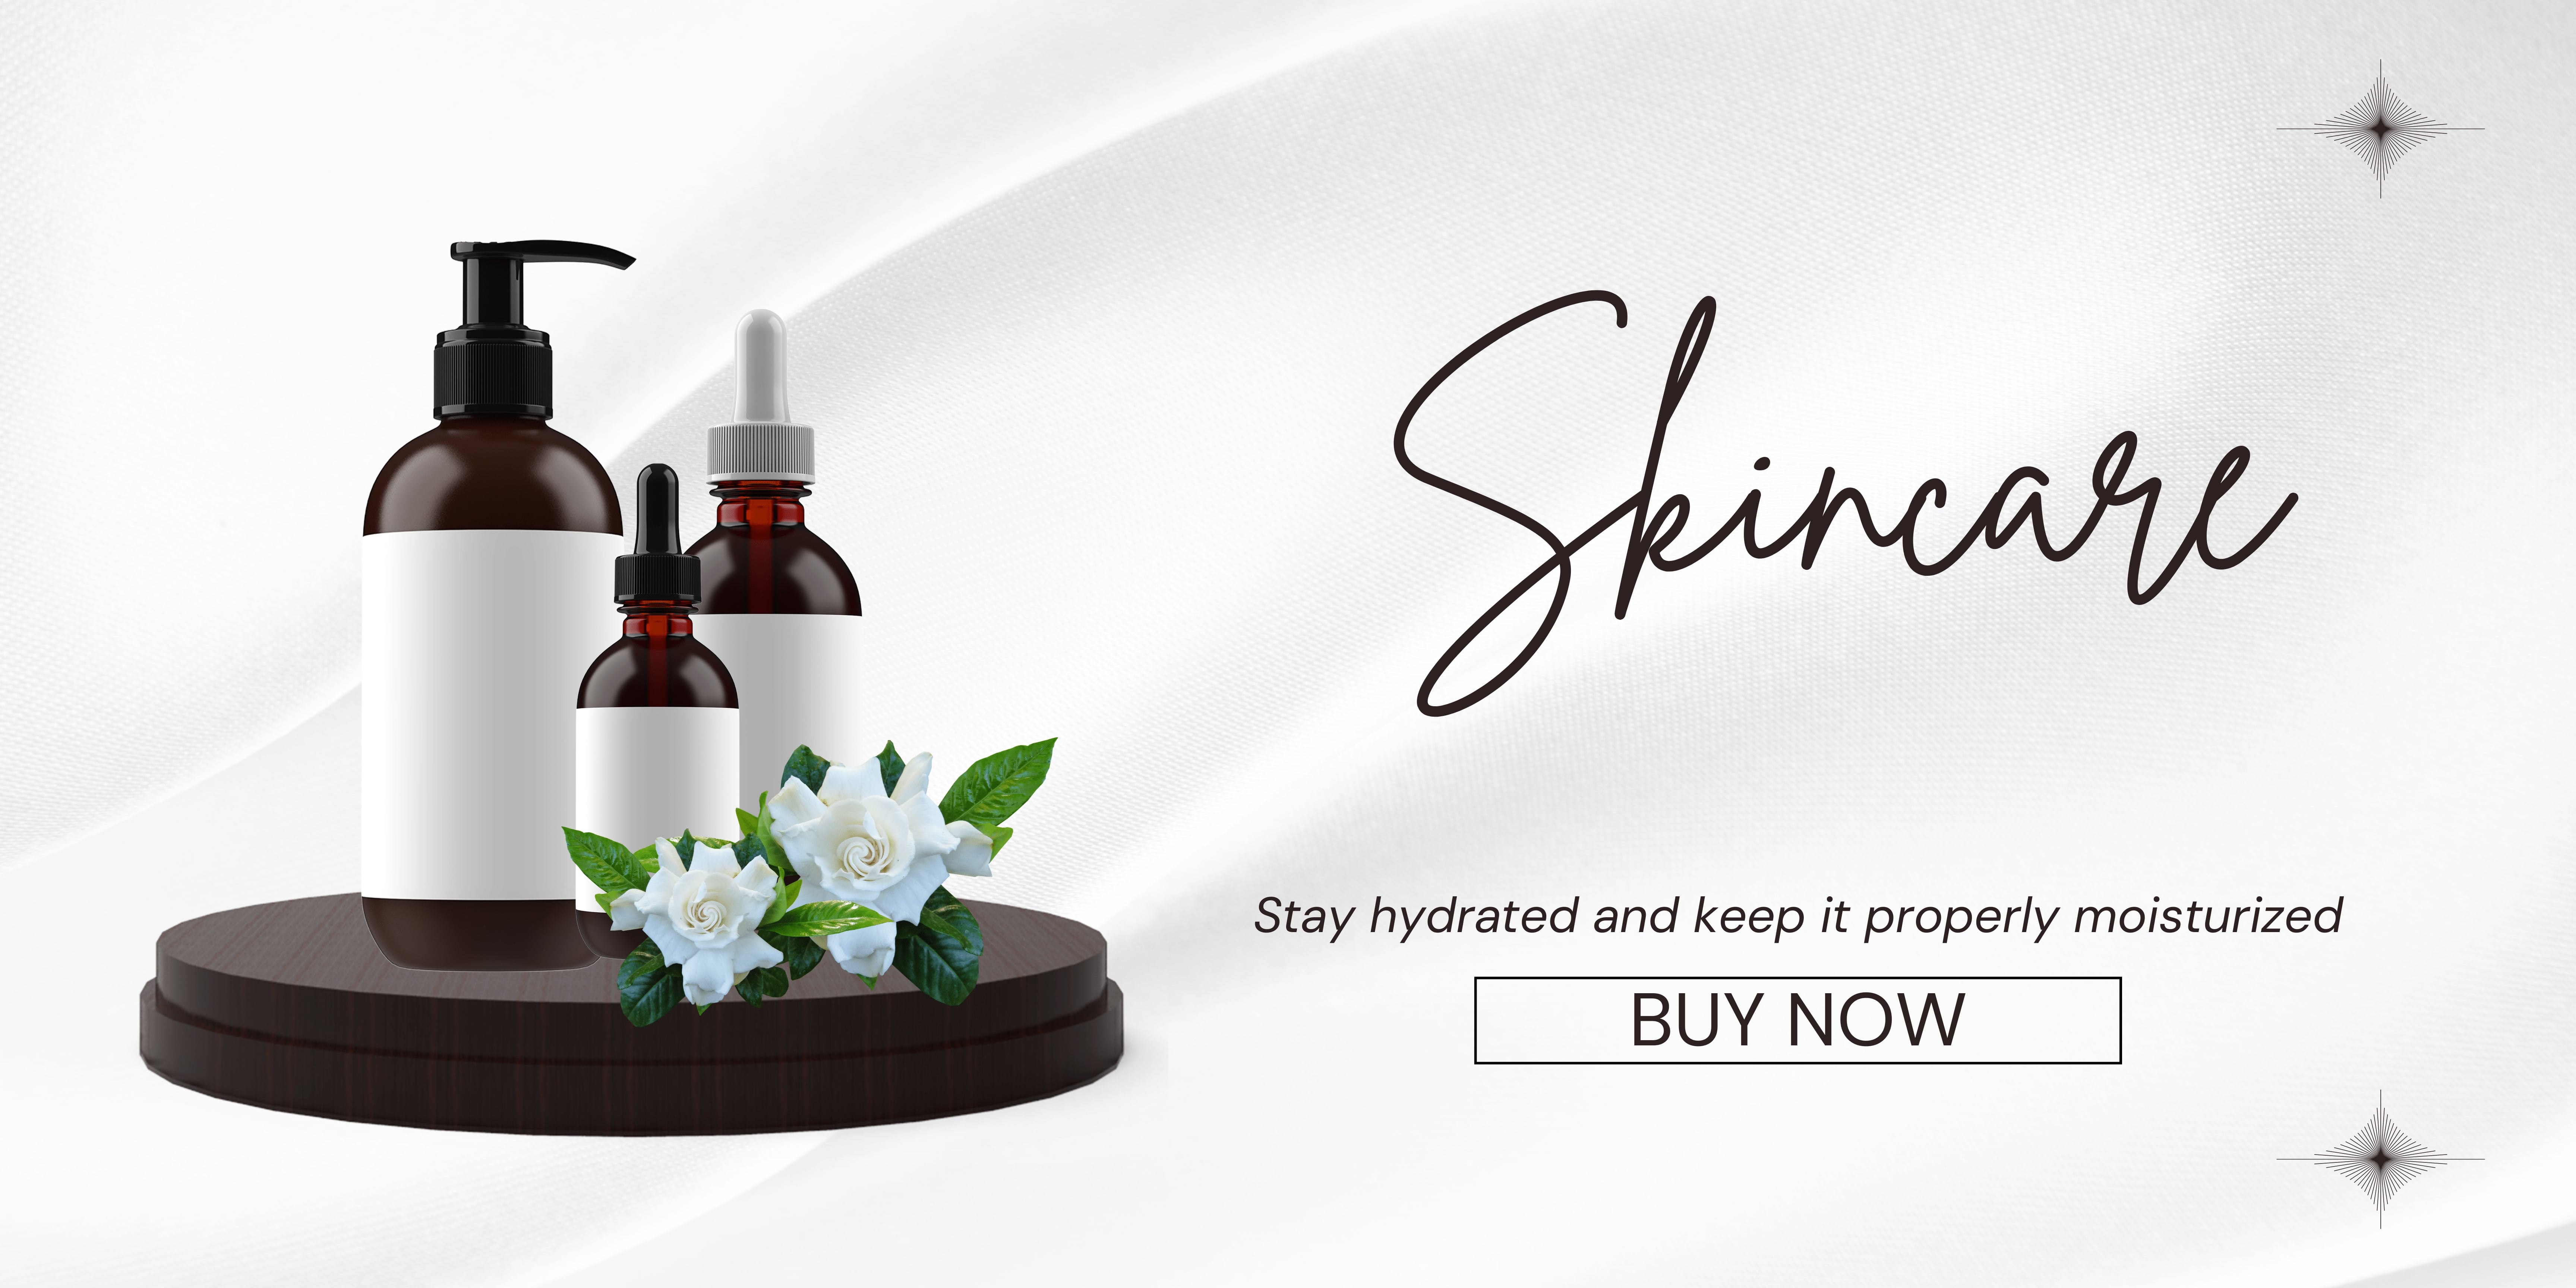 Skincare
Stay hydrated and keep it properly moisturized
BUY NOW